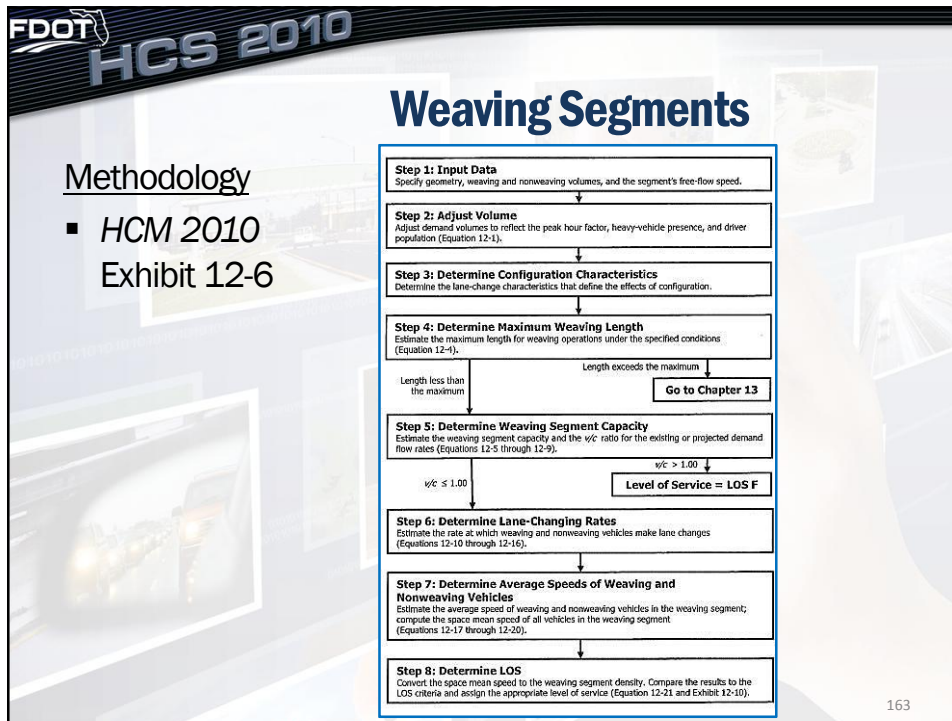 FDOT
HCS 2010
Weaving Segments
Methodology
▪ HCM 2010
Exhibit 12-6
Step 1: Input Data
Specify geometry, weaving and nonweaving volumes, and the segment's free-flow speed.
Step 2: Adjust Volume
Adjust demand volumes to reflect the peak hour factor, heavy-vehicle presence, and driver
population (Equation 12-1).
Step 3: Determine Configuration Characteristics
Determine the lane-change characteristics that define the effects of configuration.
Step 4: Determine Maximum Weaving Length
Estimate the maximum length for weaving operations under the specified conditions
(Equation 12-4).
Length exceeds the maximum
Length less than
the maximum
Go to Chapter 13
Step 5: Determine Weaving Segment Capacity
Estimate the weaving segment capacity and the v/c ratio for the existing or projected demand
flow rates (Equations 12-5 through 12-9).
v/c > 1.00
v/c ≤ 1.00
Level of Service = LOS F
Step 6: Determine Lane-Changing Rates
Estimate the rate at which weaving and nonweaving vehicles make lane changes
(Equations 12-10 through 12-16).
Step 7: Determine Average Speeds of Weaving and
Nonweaving Vehicles
Estimate the average speed of weaving and nonweaving vehicles in the weaving segment;
compute the space mean speed of all vehicles in the weaving segment
(Equations 12-17 through 12-20).
Step 8: Determine LOS
Convert the space mean speed to the weaving segment density. Compare the results to the
LOS criteria and assign the appropriate level of service (Equation 12-21 and Exhibit 12-10).
163